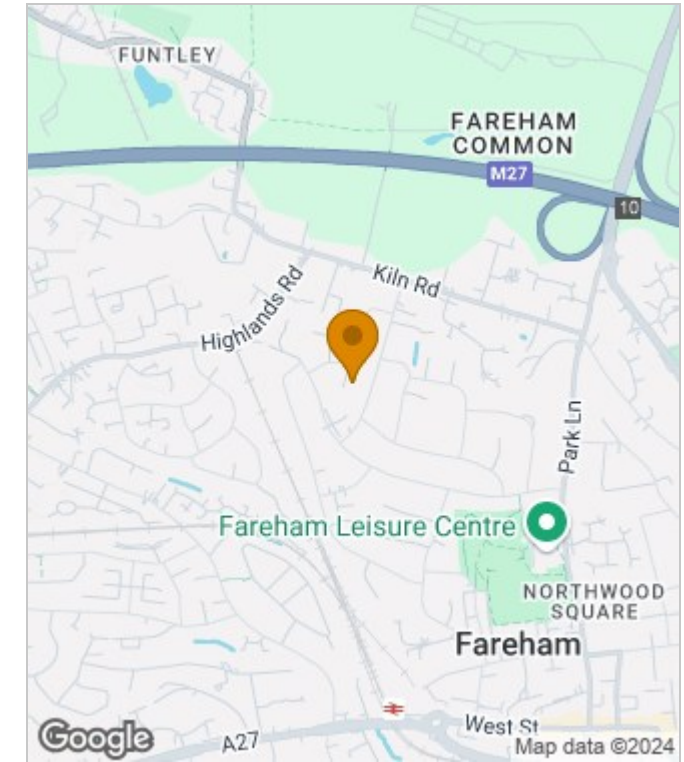 FUNTLEY
FAREHAM
COMMON
M27
10
Kiln Rd
Highlands Rd
Park Ln
Fareham Leisure Centre
NORTHWOOD
SQUARE
Fareham
West St
A27
Google
Map data ©2024